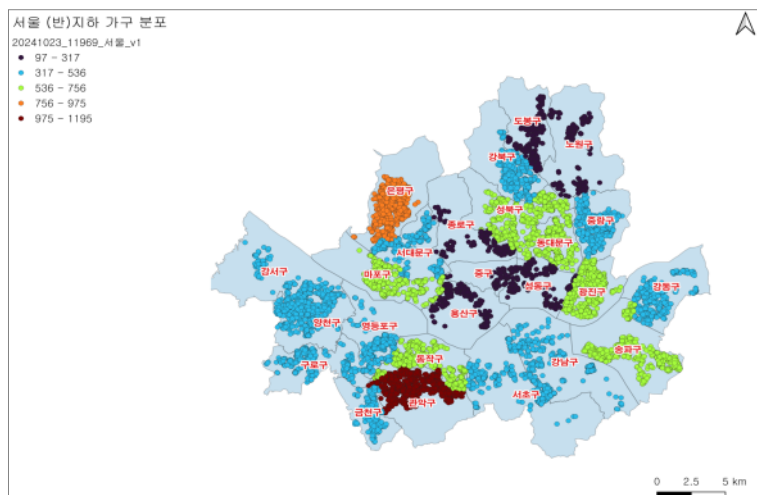 서울 (반)지하 가구 분포
20241023_11969_서울_v1
97 - 317
317 - 536
536 - 756
756 - 975
975 - 1195
도봉구
노원구
강북구
은평구
성북구
종로구
중랑구
동대문구
서대문구
마포구
중구
성동구
광진구
강동구
강서구
용산구
양천구
영등포구
송파구
동작구
구로구
강남구
서초구
관악구
금천구
0 2.5 5 km